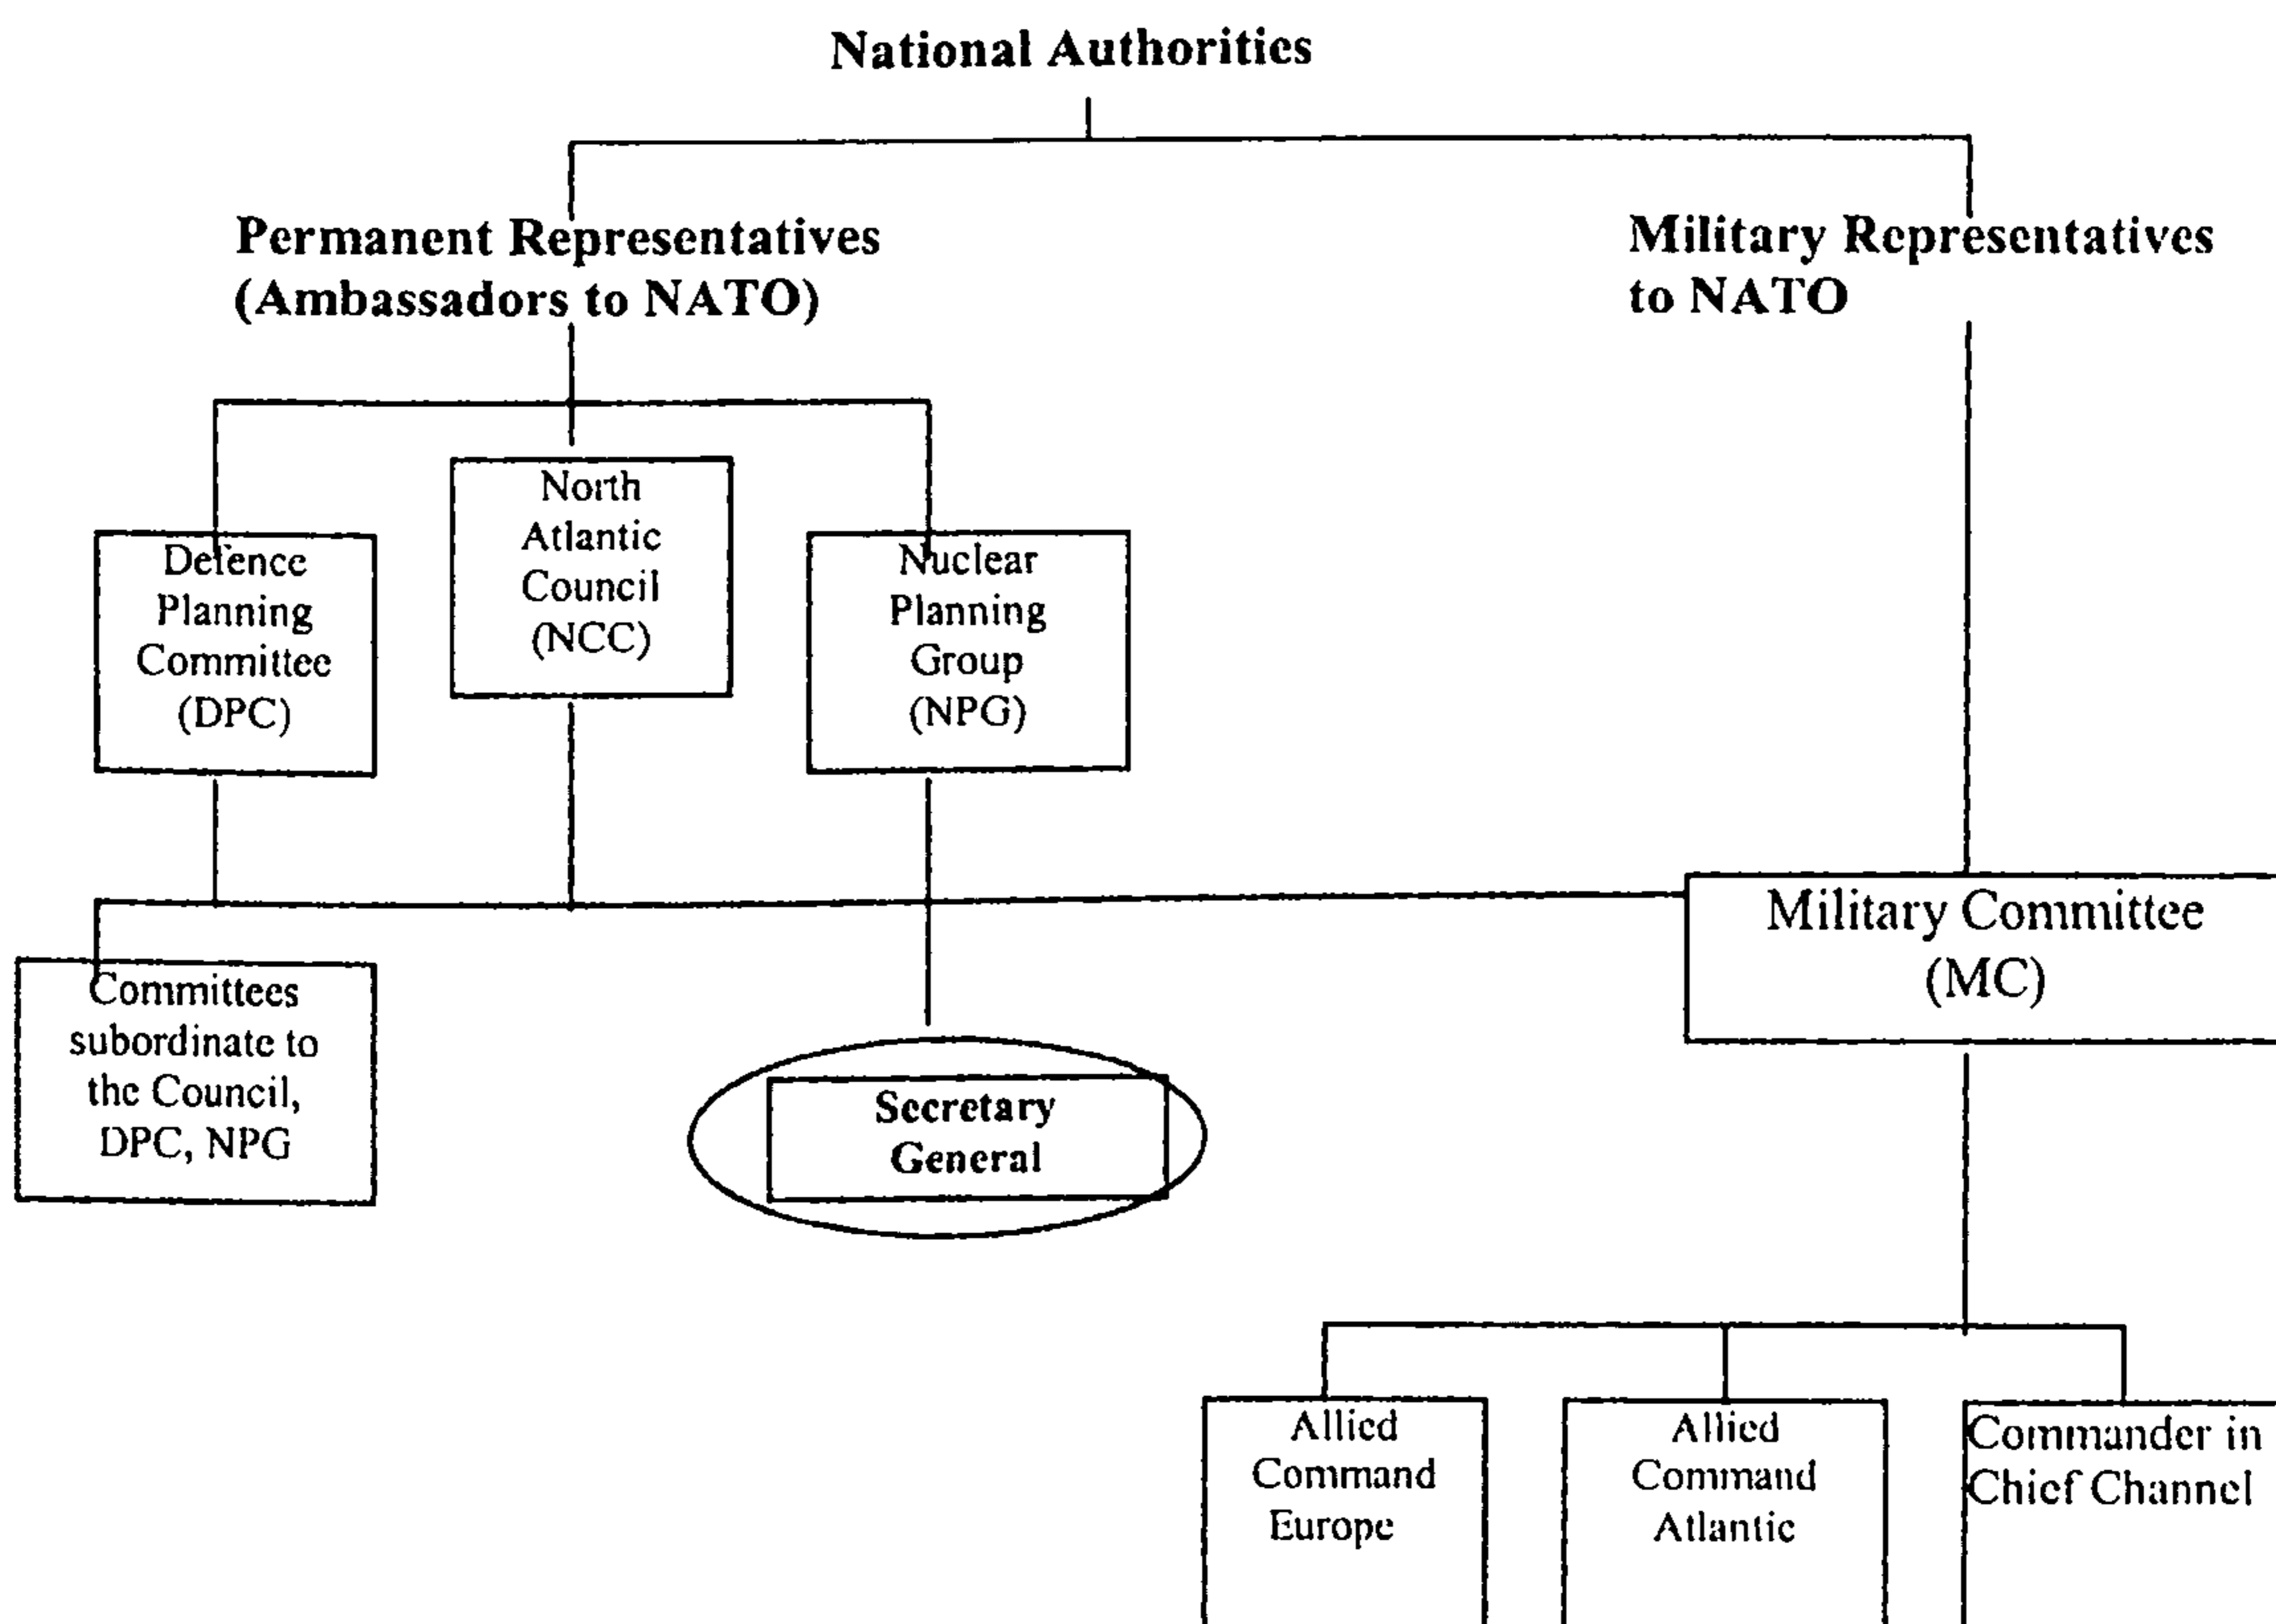 National Authorities
Permanent Representatives
(Ambassadors to NATO)
Military Representatives
to NATO
Defence
Planning
Committee
(DPC)
North
Atlantic
Council
(NCC)
Nuclear
Planning
Group
(NPG)
Military Committee
(MC)
Committees
subordinate to
the Council,
DPC, NPG
Secretary
General
Allied
Command
Europe
Allied
Command
Atlantic
Commander in
Chief Channel